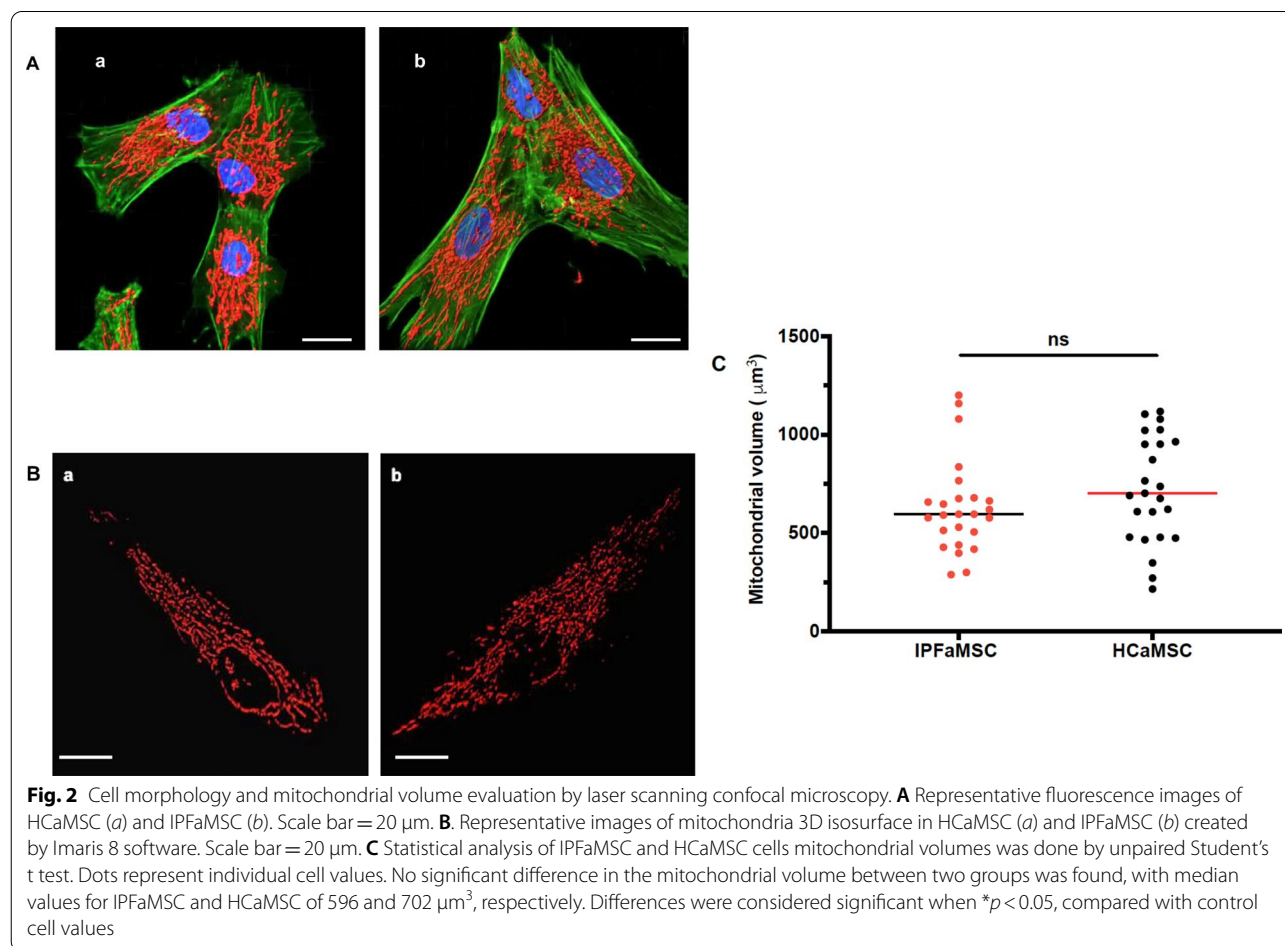 A
a
b
B
a
b
C
ns
Mitochondrial volume ( μm³)
1500
1000
500
0
IPFaMSC
HCaMSC
Fig. 2 Cell morphology and mitochondrial volume evaluation by laser scanning confocal microscopy. A Representative fluorescence images of
HCaMSC (a) and IPFaMSC (b). Scale bar = 20 μm. B. Representative images of mitochondria 3D isosurface in HCaMSC (a) and IPFaMSC (b) created
by Imaris 8 software. Scale bar = 20 μm. C Statistical analysis of IPFaMSC and HCaMSC cells mitochondrial volumes was done by unpaired Student's
t test. Dots represent individual cell values. No significant difference in the mitochondrial volume between two groups was found, with median
values for IPFaMSC and HCaMSC of 596 and 702 μm³, respectively. Differences were considered significant when *p < 0.05, compared with control
cell values